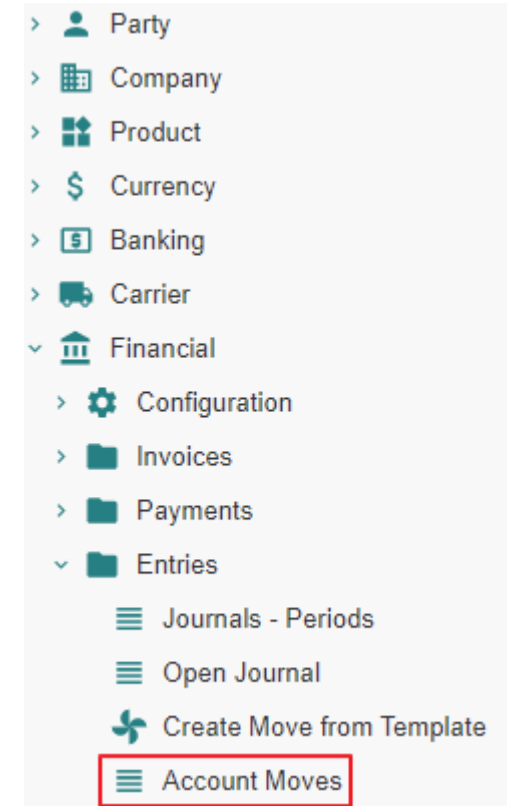 Party
Company
Product
Currency
Banking
Carrier
Financial
Configuration
Invoices
Payments
Entries
Journals - Periods
Open Journal
Create Move from Template
Account Moves